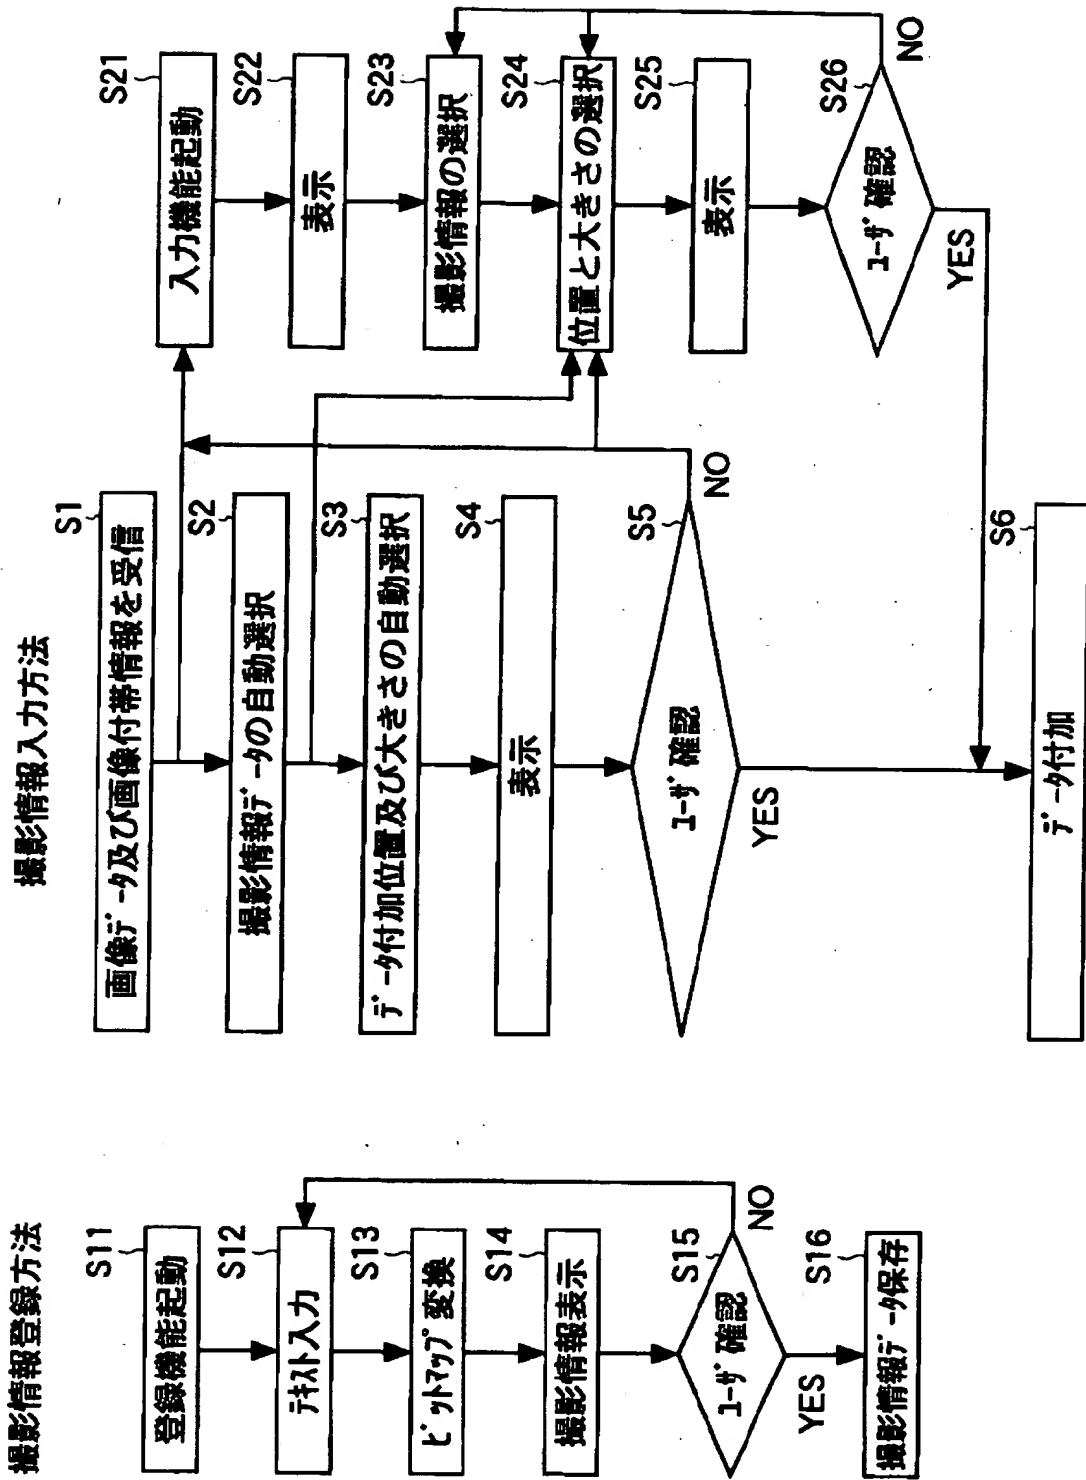 撮影情報登録方法
S11
登録機能起動
S12
ﾃｷｽﾄ入力
S13
ﾋﾞｯﾄﾏｯﾌﾟ変換
S14
撮影情報表示
S15
ﾕｰｻﾞ確認
NO
YES
S16
撮影情報ﾃﾞｰﾀ保存
撮影情報入力方法
S1
画像ﾃﾞｰﾀ及び画像付帯情報を受信
S2
撮影情報ﾃﾞｰﾀの自動選択
S3
ﾃﾞｰﾀ付加位置及び大きさの自動選択
S4
表示
S5
ﾕｰｻﾞ確認
NO
YES
S6
ﾃﾞｰﾀ付加
S21
入力機能起動
S22
表示
S23
撮影情報の選択
S24
位置と大きさの選択
S25
表示
S26
ﾕｰｻﾞ確認
NO
YES